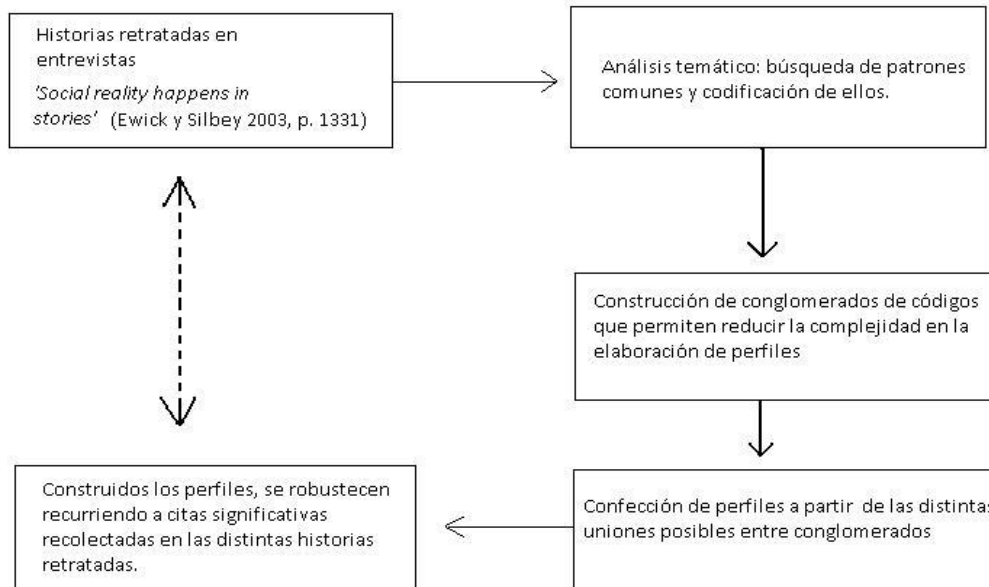 Historias retratadas en
entrevistas
'Social reality happens in
stories' (Ewick y Silbey 2003, p. 1331)
Análisis temático: búsqueda de patrones
comunes y codificación de ellos.
Construcción de conglomerados de códigos
que permiten reducir la complejidad en la
elaboración de perfiles
Confección de perfiles a partir de las distintas
uniones posibles entre conglomerados
Construidos los perfiles, se robustecen
recurriendo a citas significativas
recolectadas en las distintas historias
retratadas.